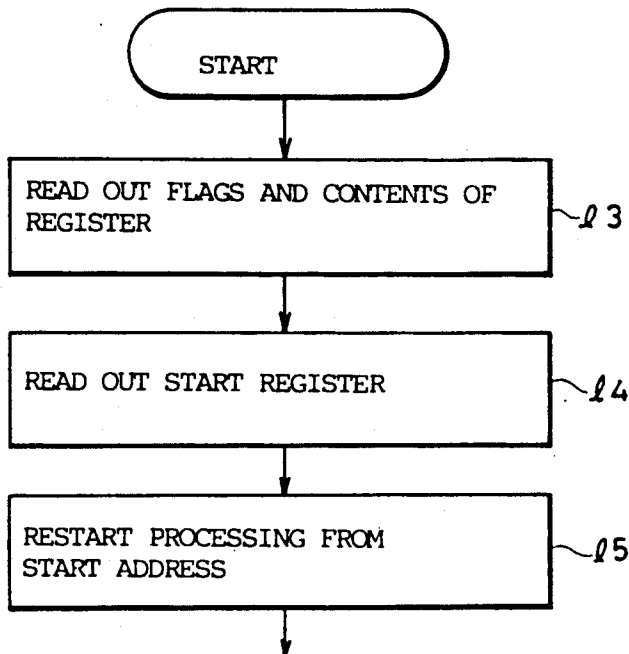 START
READ OUT FLAGS AND CONTENTS OF
REGISTER
ℓ3
READ OUT START REGISTER
ℓ4
RESTART PROCESSING FROM
START ADDRESS
ℓ5